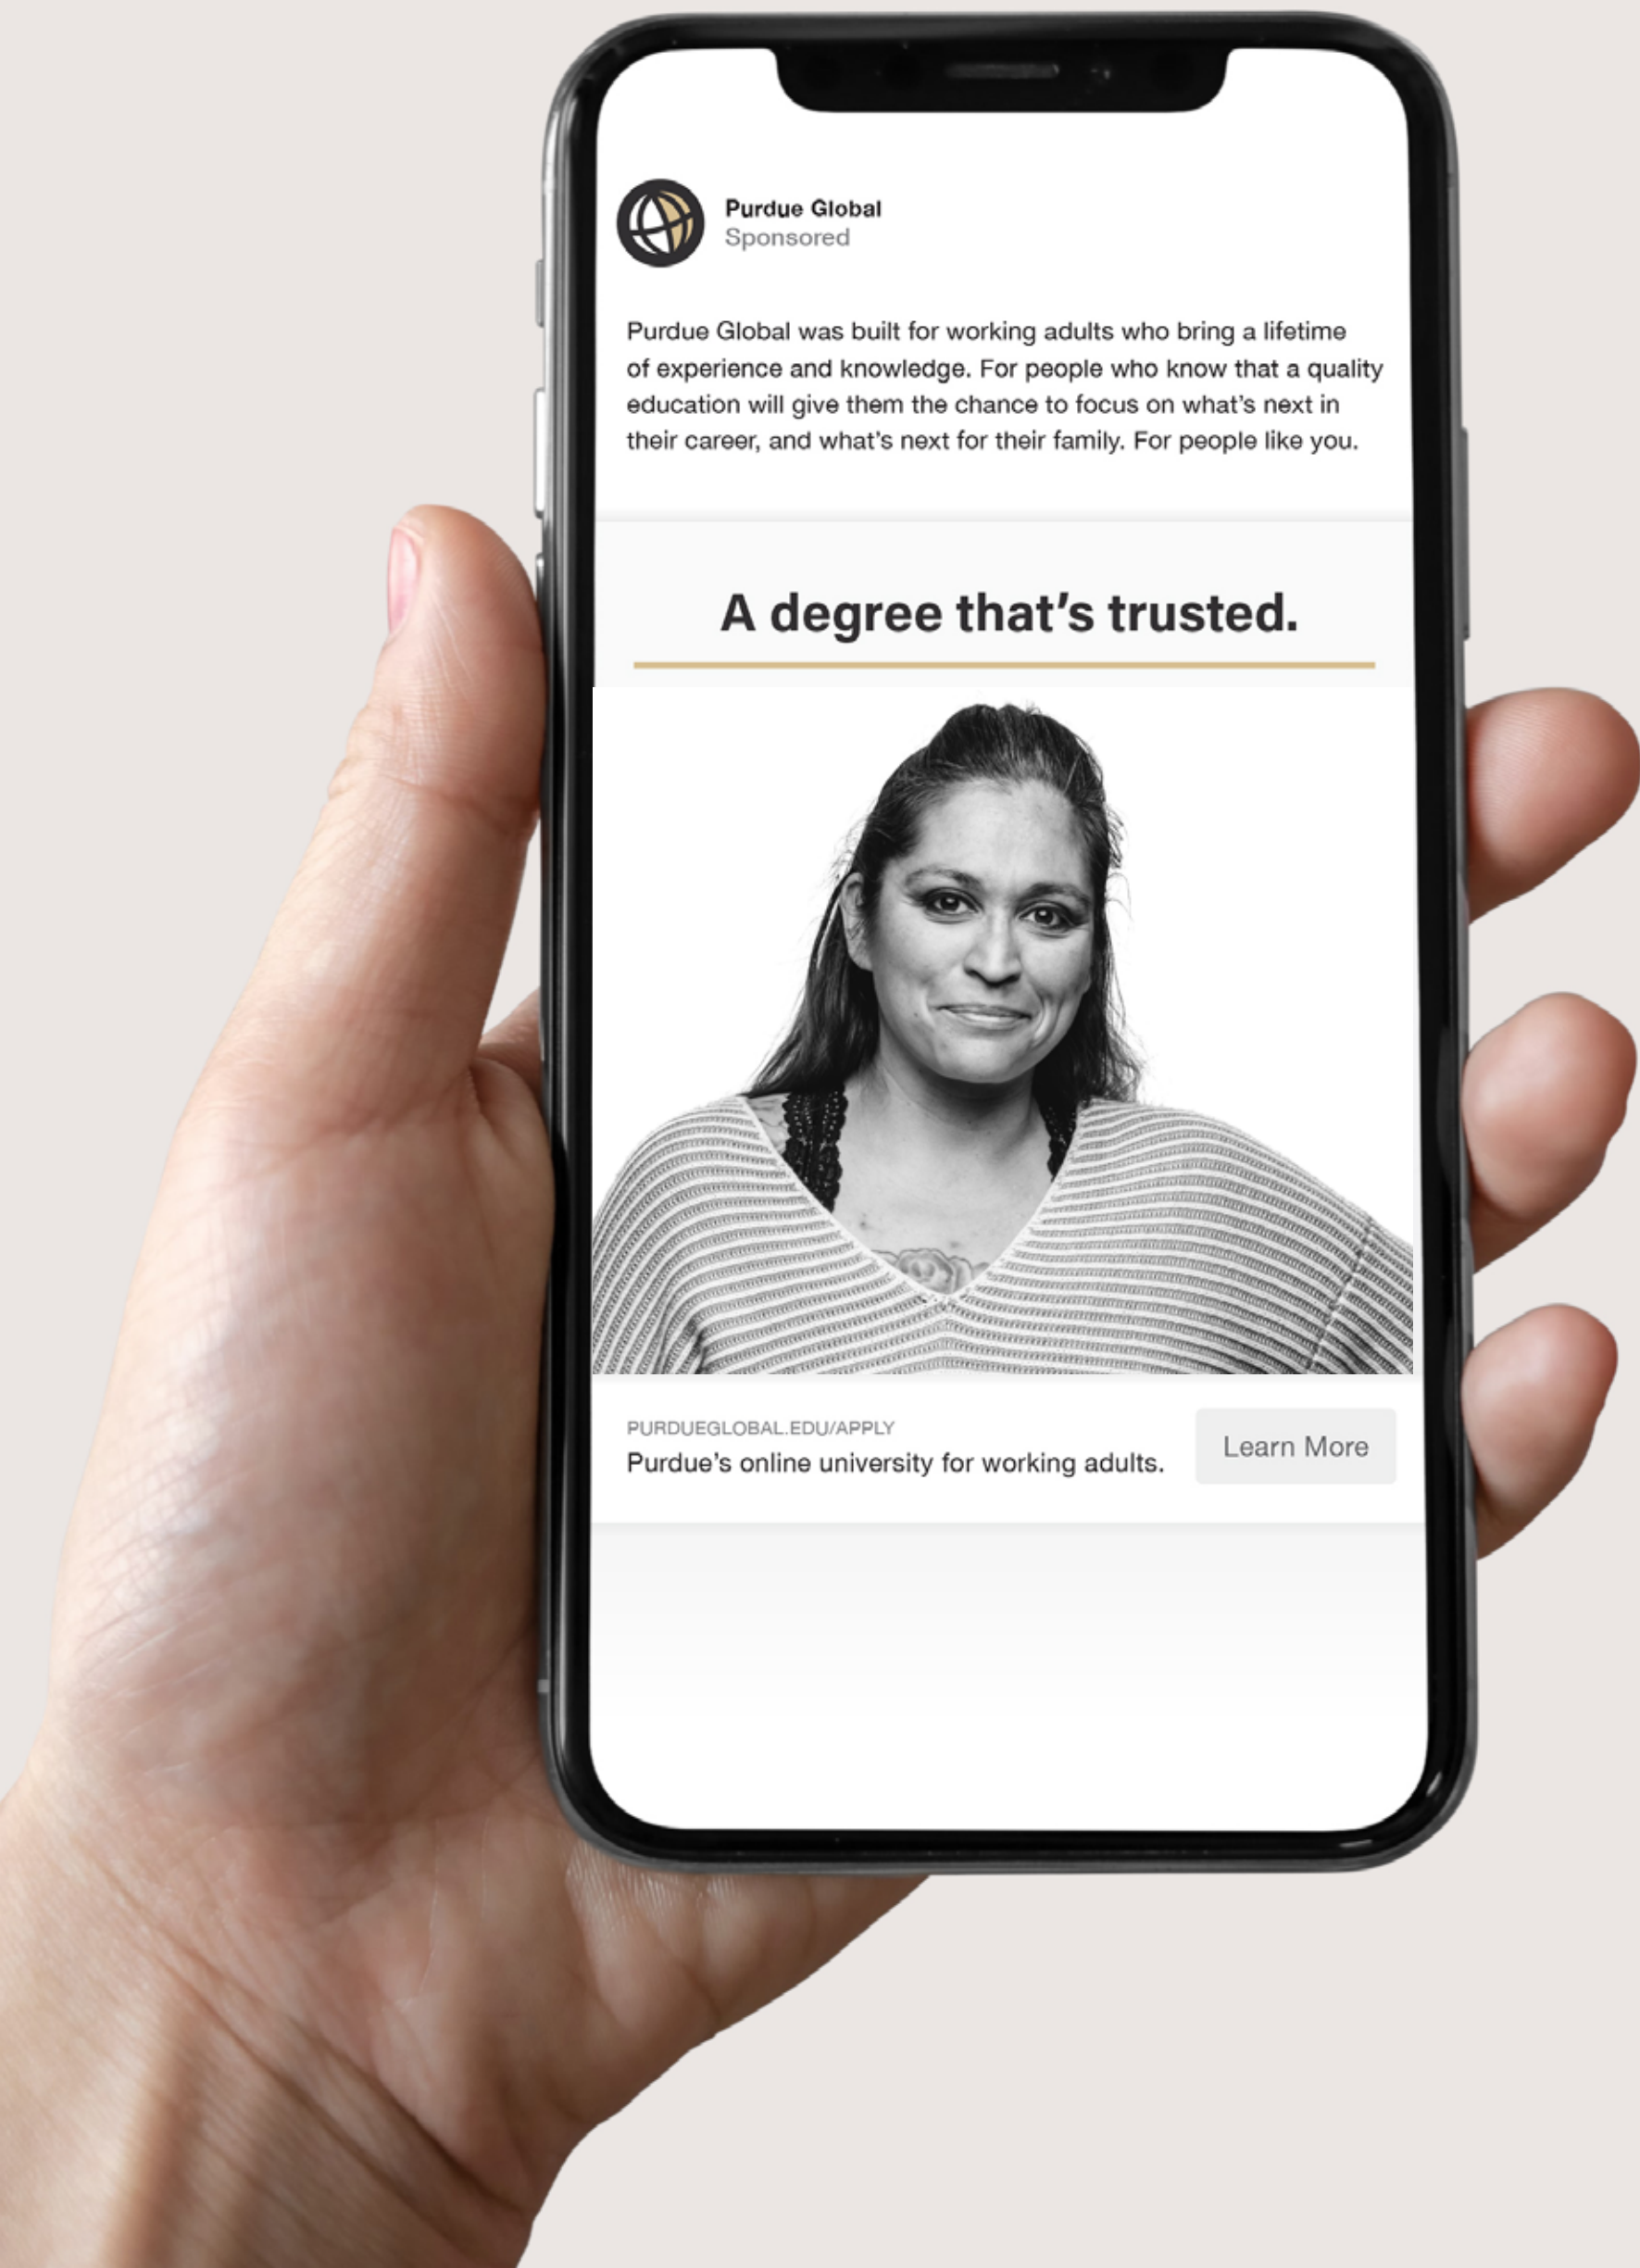 Purdue Global
Sponsored
Purdue Global was built for working adults who bring a lifetime
of experience and knowledge. For people who know that a quality
education will give them the chance to focus on what’s next in
their career, and what’s next for their family. For people like you.
A degree that’s trusted.
PURDUEGLOBAL.EDU/APPLY
Purdue’s online university for working adults.
Learn More